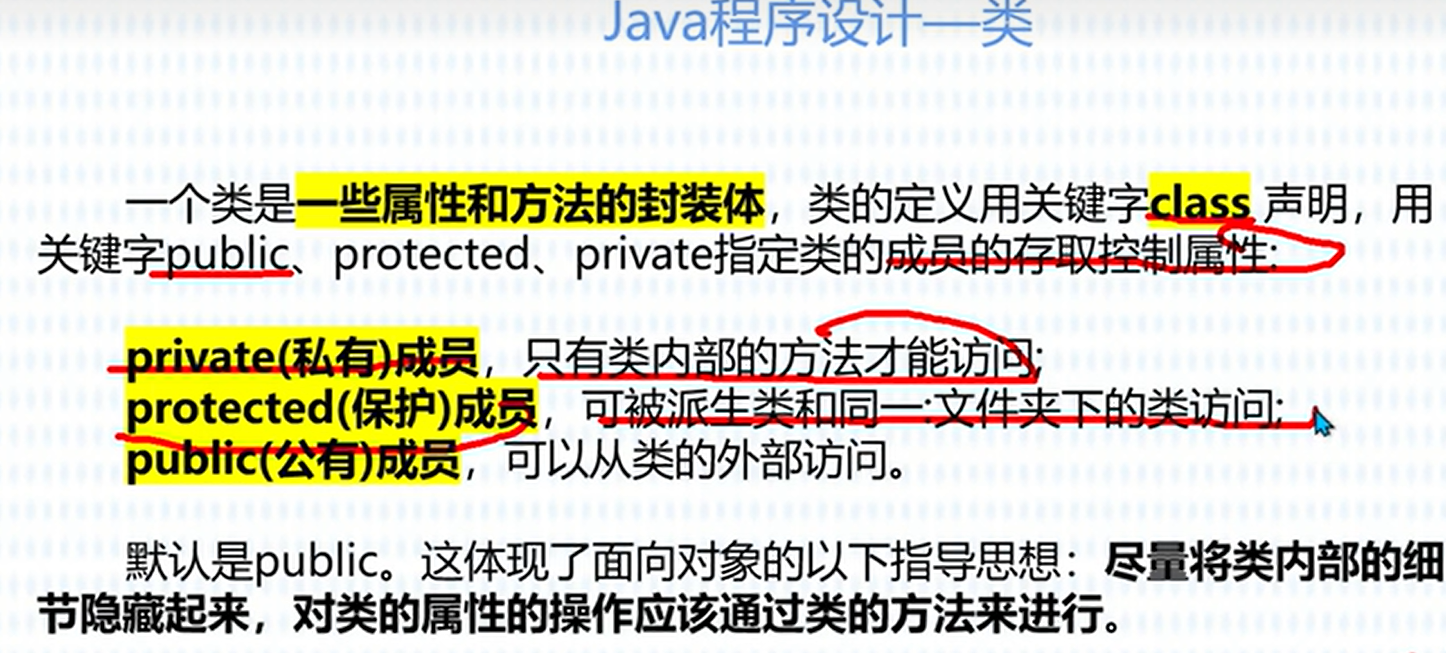 Java程序设计—类
一个类是一些属性和方法的封装体，类的定义用关键字class 声明，用
关键字public、protected、private指定类的成员的存取控制属性:
private(私有)成员，只有类内部的方法才能访问;
protected(保护)成员，可被派生类和同一:文件夹下的类访问;
public(公有)成员，可以从类的外部访问。
默认是public。这体现了面向对象的以下指导思想：尽量将类内部的细
节隐藏起来，对类的属性的操作应该通过类的方法来进行。